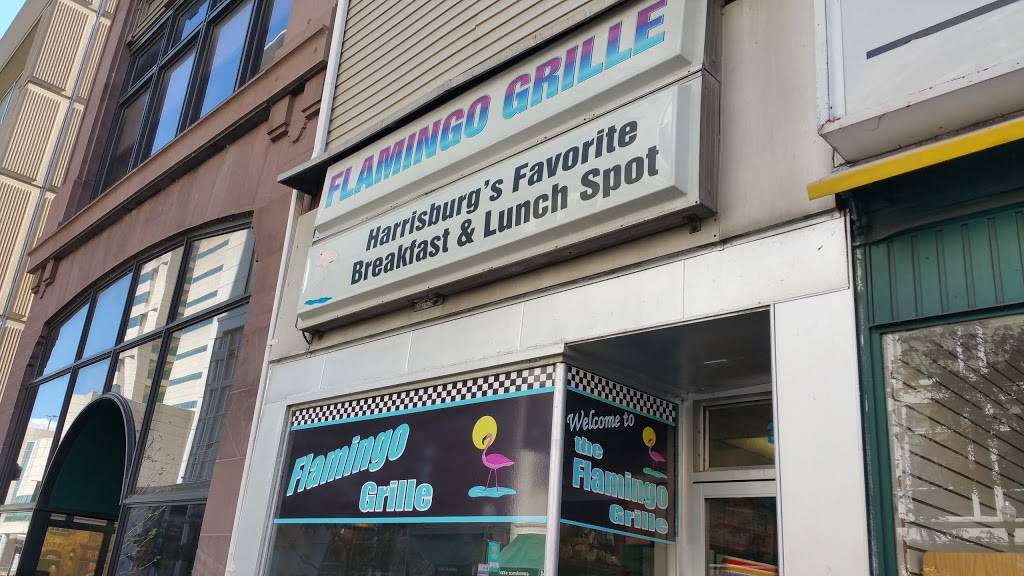 FLAMINGO GRILLE
Harrisburg's Favorite
Breakfast & Lunch Spot
Flamingo
Grille
Welcome to
the
Flamingo
Grille